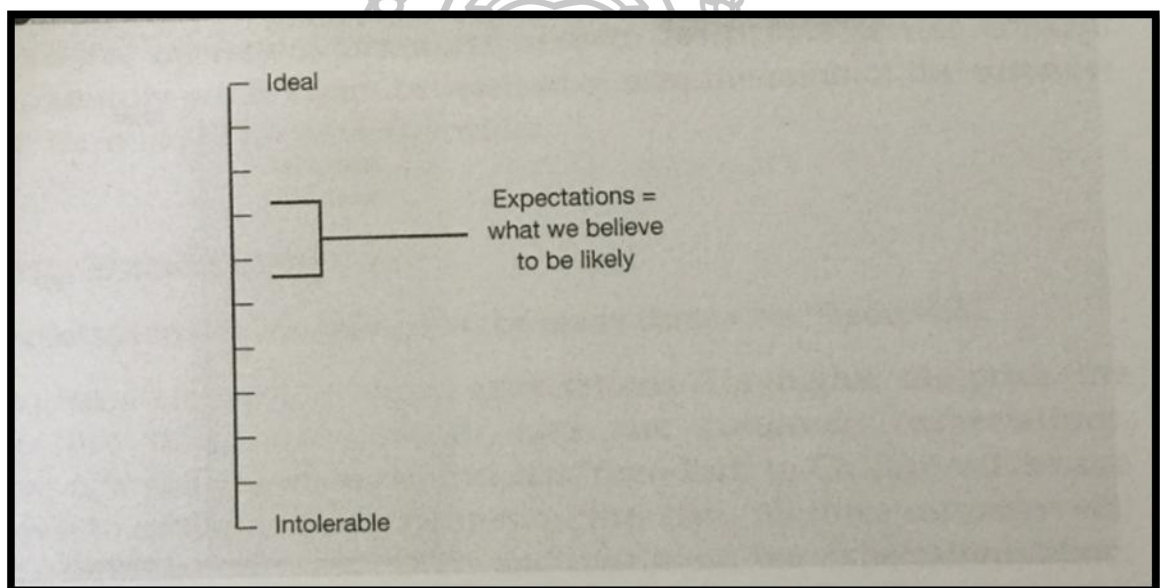 Ideal
Expectations =
what we believe
to be likely
Intolerable